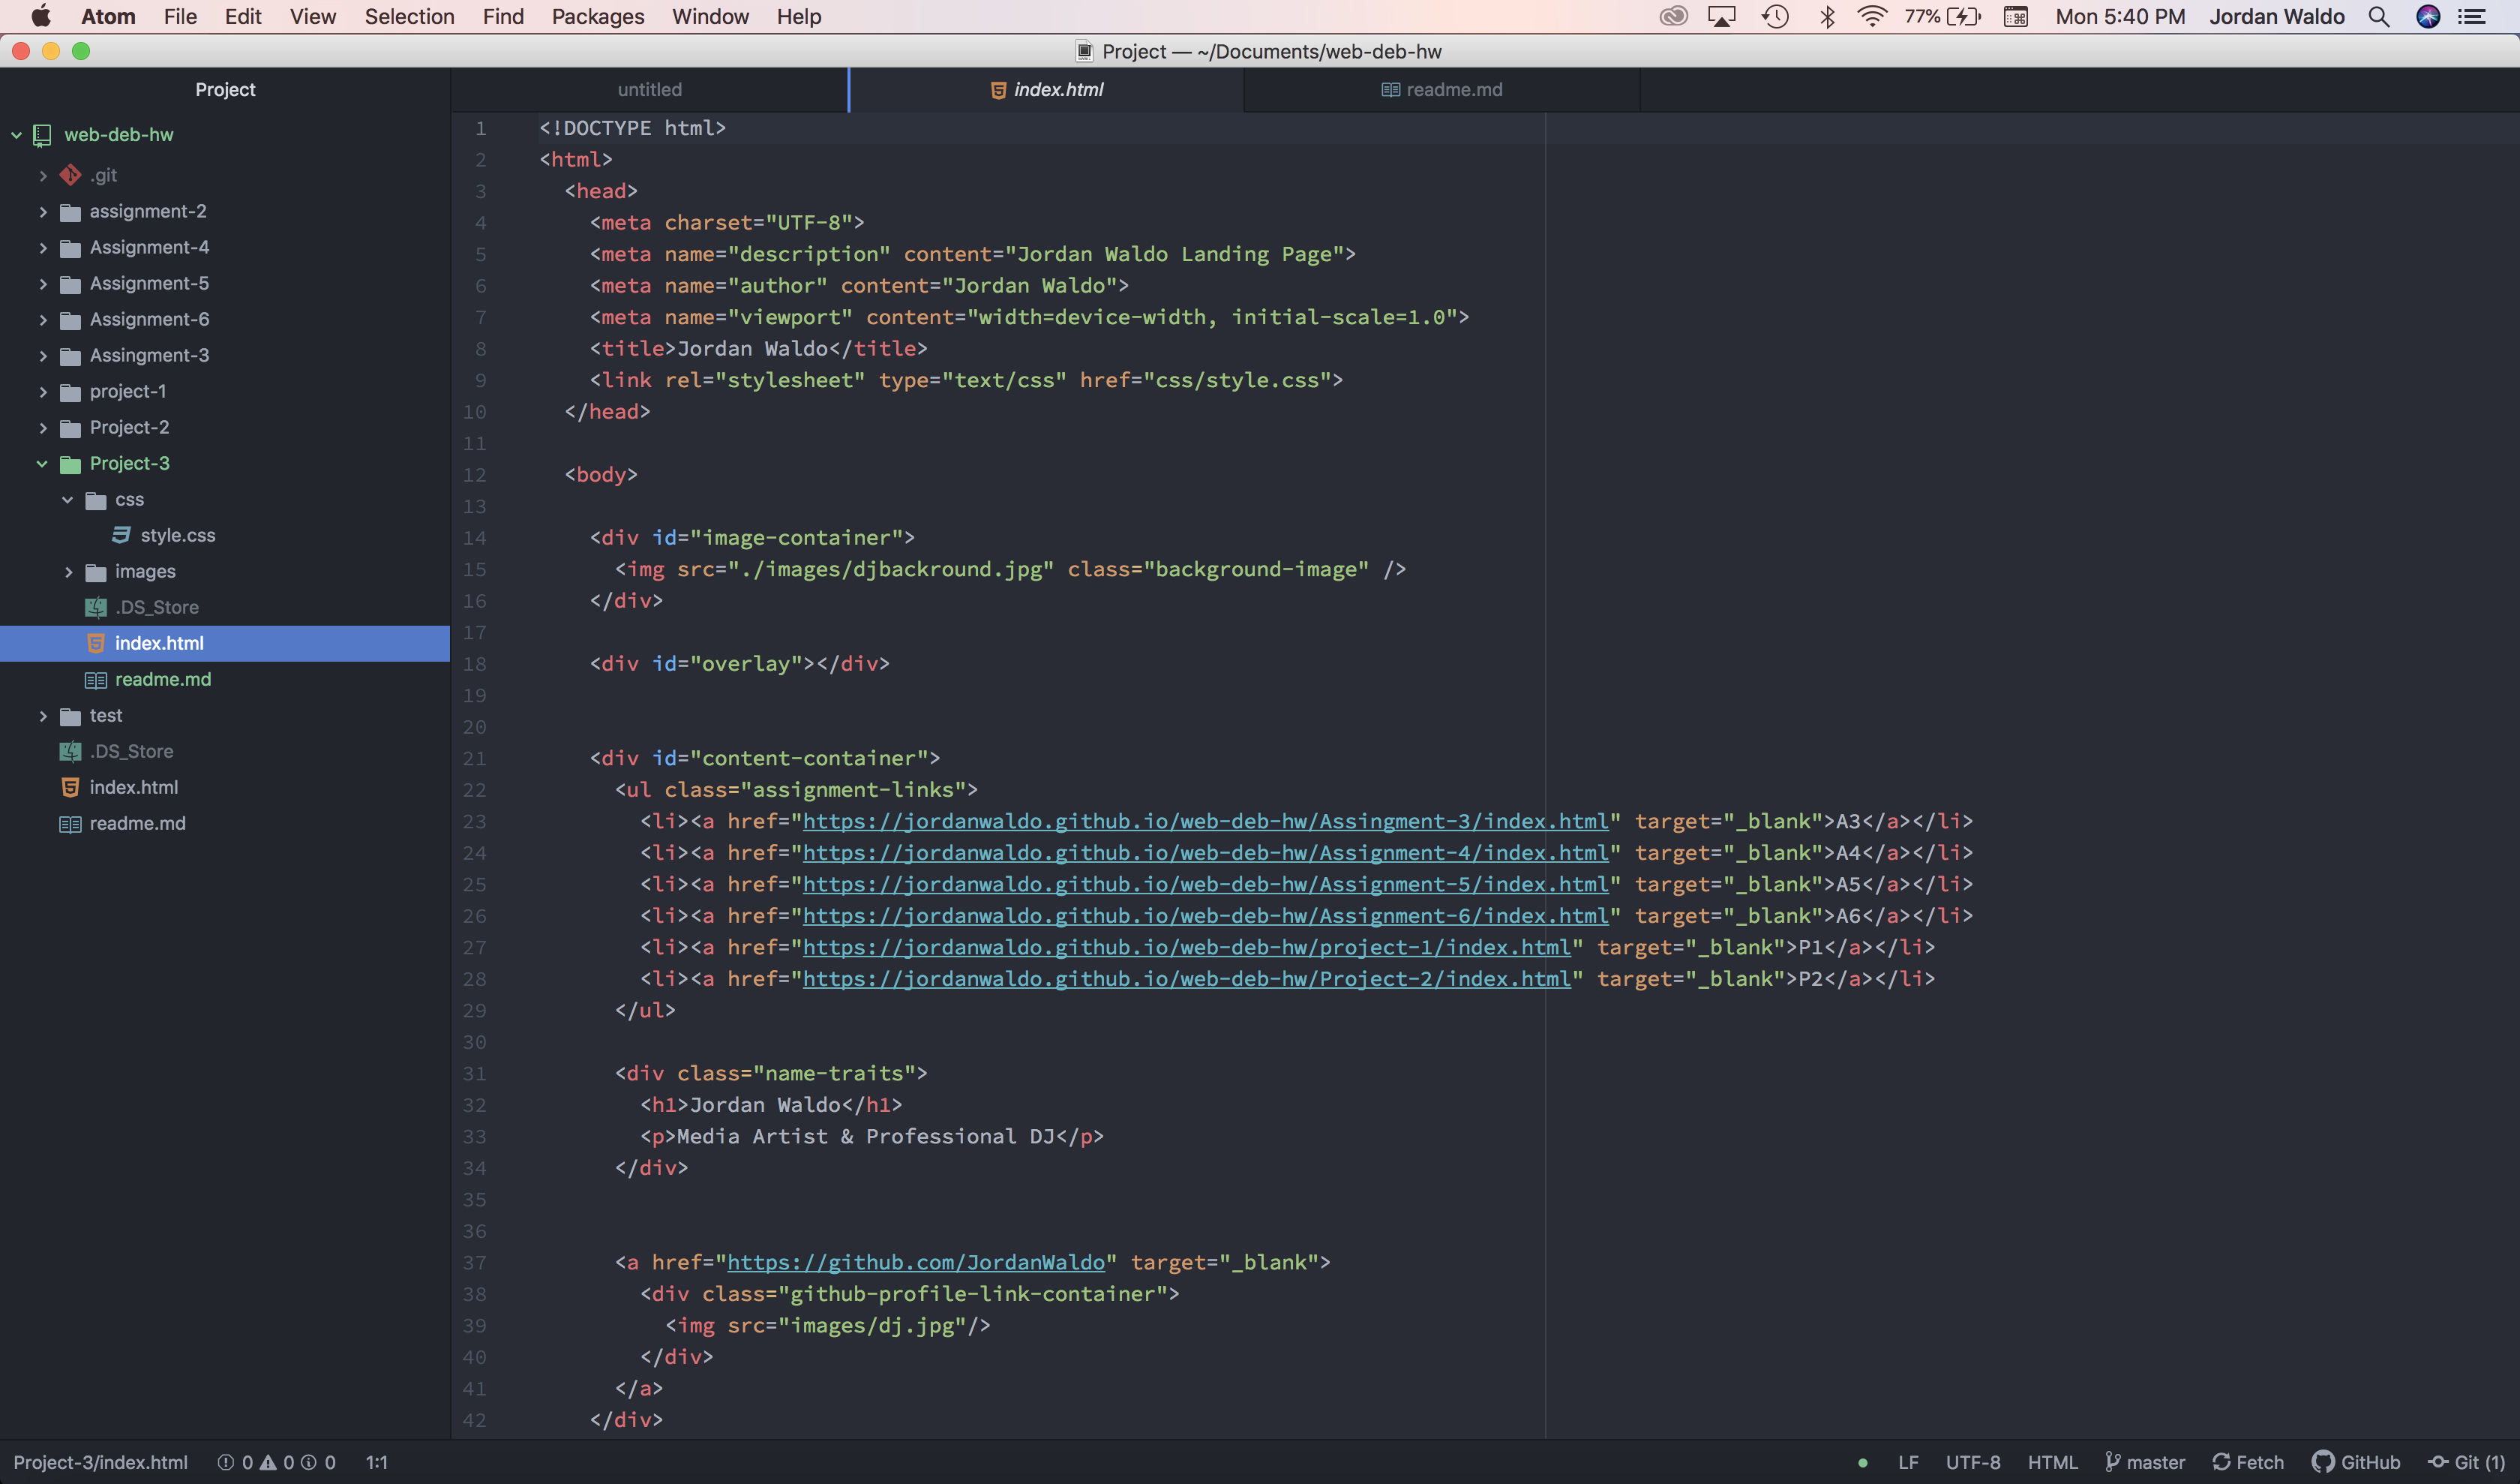 Atom File Edit View Selection Find Packages Window Help 77% Mon 5:40 PM Jordan Waldo
Project — ~/Documents/web-deb-hw
Project
web-deb-hw
.git
assignment-2
Assignment-4
Assignment-5
Assignment-6
Assingment-3
project-1
Project-2
Project-3
css
style.css
images
.DS_Store
index.html
readme.md
test
.DS_Store
index.html
readme.md
untitled index.html readme.md
1 <!DOCTYPE html>
2 <html>
3 <head>
4 <meta charset="UTF-8">
5 <meta name="description" content="Jordan Waldo Landing Page">
6 <meta name="author" content="Jordan Waldo">
7 <meta name="viewport" content="width=device-width, initial-scale=1.0">
8 <title>Jordan Waldo</title>
9 <link rel="stylesheet" type="text/css" href="css/style.css">
10 </head>
11
12 <body>
13
14 <div id="image-container">
15 <img src="./images/djbackround.jpg" class="background-image" />
16 </div>
17
18 <div id="overlay"></div>
19
20
21 <div id="content-container">
22 <ul class="assignment-links">
23 <li><a href="https://jordanwaldo.github.io/web-deb-hw/Assingment-3/index.html" target="_blank">A3</a></li>
24 <li><a href="https://jordanwaldo.github.io/web-deb-hw/Assignment-4/index.html" target="_blank">A4</a></li>
25 <li><a href="https://jordanwaldo.github.io/web-deb-hw/Assignment-5/index.html" target="_blank">A5</a></li>
26 <li><a href="https://jordanwaldo.github.io/web-deb-hw/Assignment-6/index.html" target="_blank">A6</a></li>
27 <li><a href="https://jordanwaldo.github.io/web-deb-hw/project-1/index.html" target="_blank">P1</a></li>
28 <li><a href="https://jordanwaldo.github.io/web-deb-hw/Project-2/index.html" target="_blank">P2</a></li>
29 </ul>
30
31 <div class="name-traits">
32 <h1>Jordan Waldo</h1>
33 <p>Media Artist & Professional DJ</p>
34 </div>
35
36
37 <a href="https://github.com/JordanWaldo" target="_blank">
38 <div class="github-profile-link-container">
39 <img src="images/dj.jpg"/>
40 </div>
41 </a>
42 </div>
Project-3/index.html 0 0 0 1:1 LF UTF-8 HTML master Fetch GitHub Git (1)